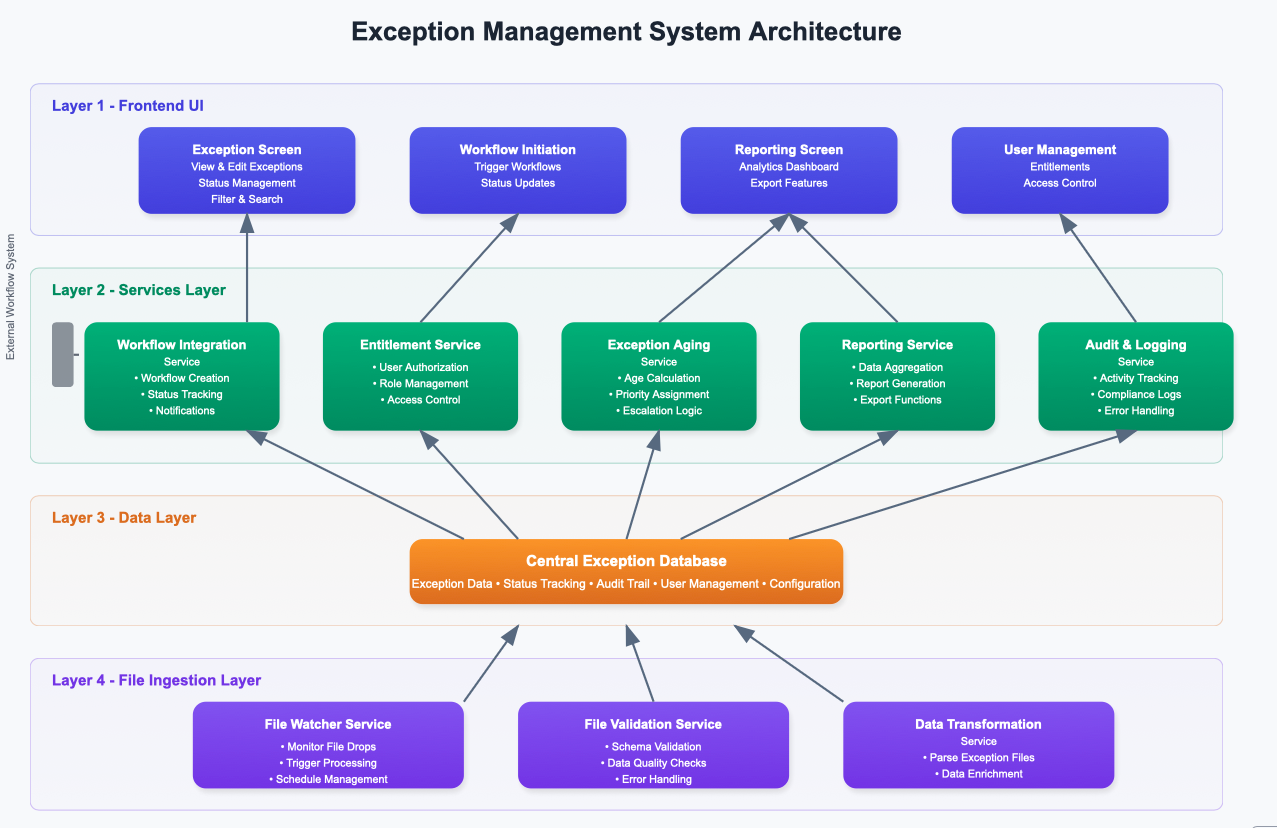 Exception Management System Architecture
Layer 1 - Frontend UI
Exception Screen
View & Edit Exceptions
Status Management
Filter & Search
Workflow Initiation
Trigger Workflows
Status Updates
Reporting Screen
Analytics Dashboard
Export Features
User Management
Entitlements
Access Control
External Workflow System
Layer 2 - Services Layer
Workflow Integration
Service
• Workflow Creation
• Status Tracking
• Notifications
Entitlement Service
• User Authorization
• Role Management
• Access Control
Exception Aging
Service
• Age Calculation
• Priority Assignment
• Escalation Logic
Reporting Service
• Data Aggregation
• Report Generation
• Export Functions
Audit & Logging
Service
• Activity Tracking
• Compliance Logs
• Error Handling
Layer 3 - Data Layer
Central Exception Database
Exception Data • Status Tracking • Audit Trail • User Management • Configuration
Layer 4 - File Ingestion Layer
File Watcher Service
• Monitor File Drops
• Trigger Processing
• Schedule Management
File Validation Service
• Schema Validation
• Data Quality Checks
• Error Handling
Data Transformation
Service
• Parse Exception Files
• Data Enrichment